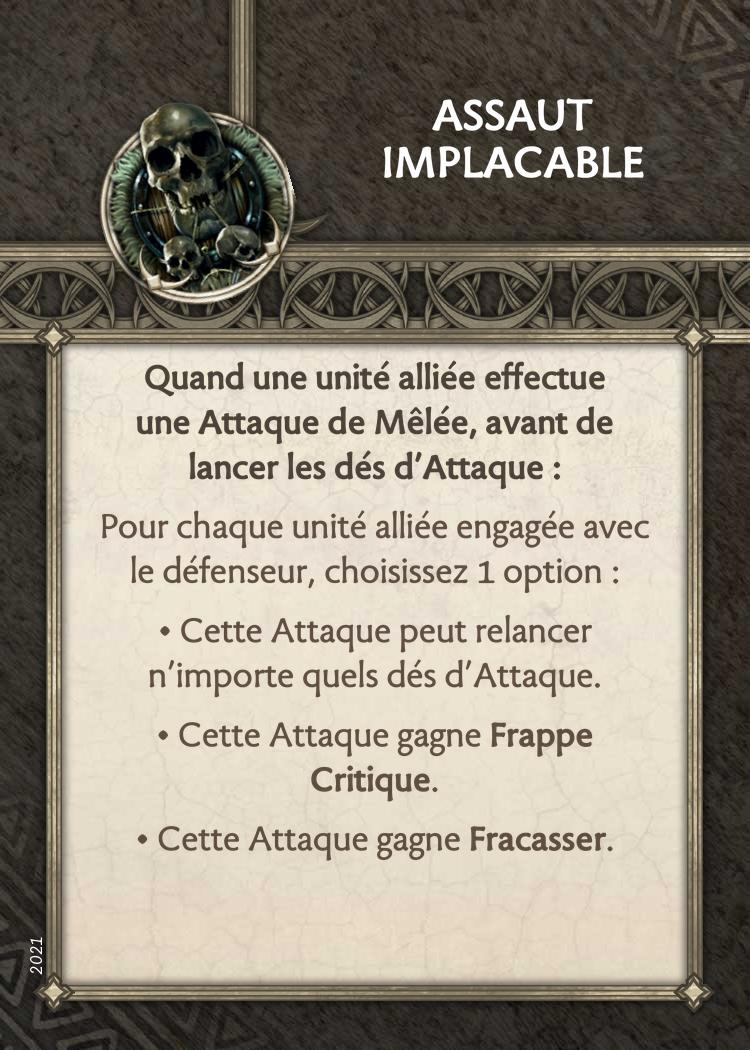 ASSAUT
IMPLACABLE
Quand une unité alliée effectue
une Attaque de Mêlée, avant de
lancer les dés d’Attaque :
Pour chaque unité alliée engagée avec
le défenseur, choisissez 1 option :
• Cette Attaque peut relancer
n’importe quels dés d’Attaque.
• Cette Attaque gagne Frappe
Critique.
• Cette Attaque gagne Fracasser.
2021